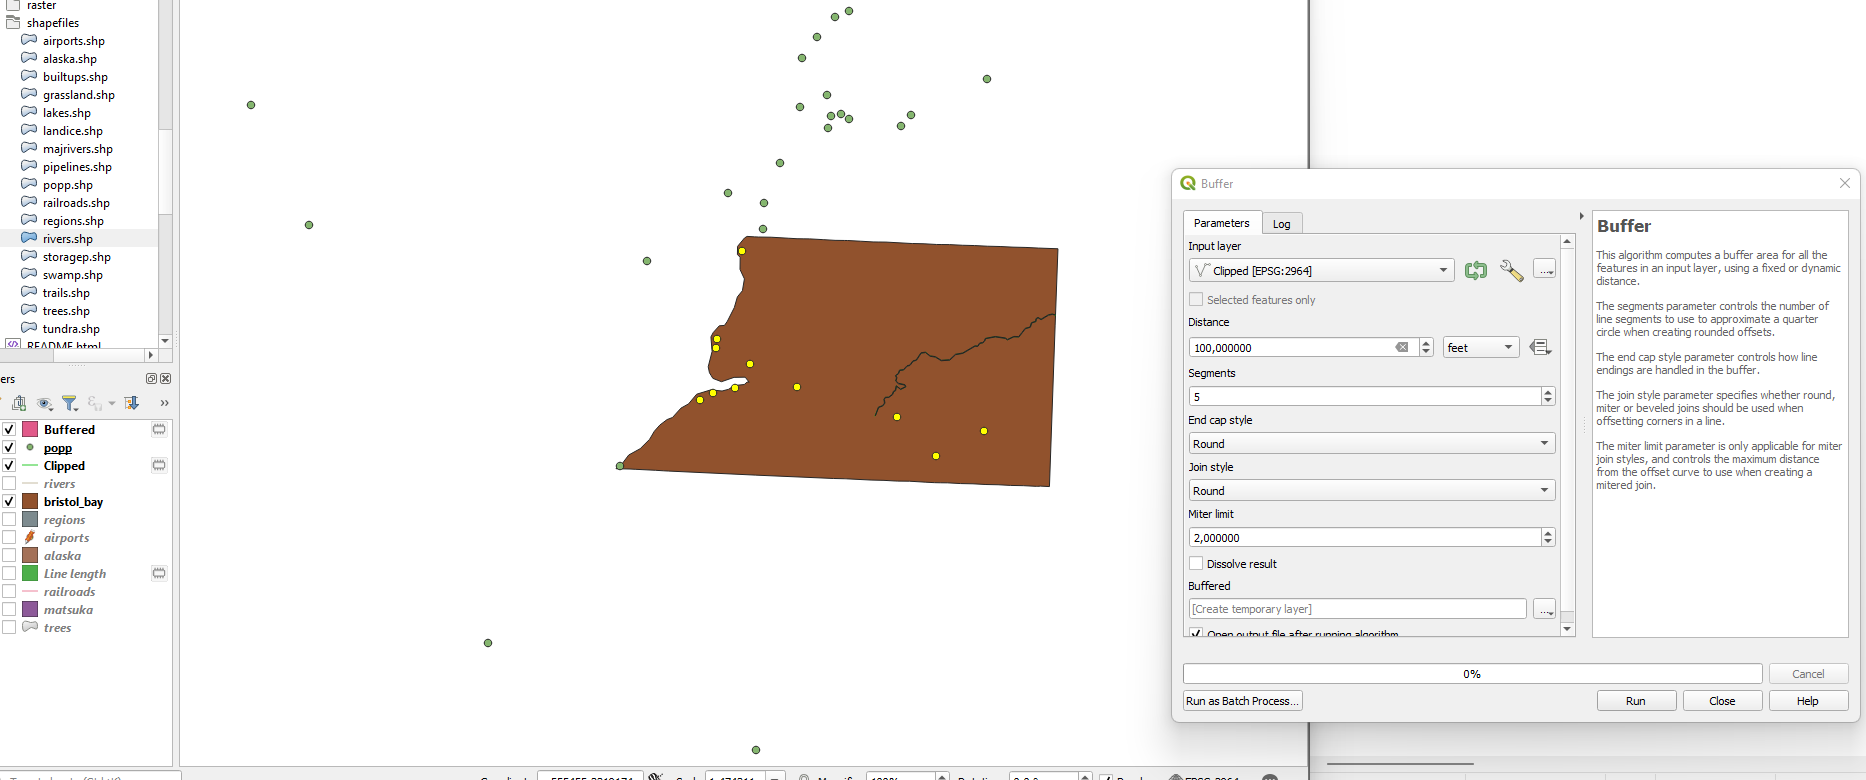 raster
shapefiles
airports.shp
alaska.shp
builtups.shp
grassland.shp
lakes.shp
landice.shp
majrivers.shp
pipelines.shp
popp.shp
railroads.shp
regions.shp
rivers.shp
storagep.shp
swamp.shp
trails.shp
trees.shp
tundra.shp
README.html
ers
Buffered
popp
Clipped
rivers
bristol_bay
regions
airports
alaska
Line length
railroads
matsuka
trees
Buffer
Parameters
Log
Input layer
Clipped [EPSG:2964]
Selected features only
Distance
100,000000
feet
Segments
5
End cap style
Round
Join style
Round
Miter limit
2,000000
Dissolve result
Buffered
[Create temporary layer]
Open output file after running algorithm
Buffer
This algorithm computes a buffer area for all the
features in an input layer, using a fixed or dynamic
distance.
The segments parameter controls the number of
line segments to use to approximate a quarter
circle when creating rounded offsets.
The end cap style parameter controls how line
endings are handled in the buffer.
The join style parameter specifies whether round,
miter or beveled joins should be used when
offsetting corners in a line.
The miter limit parameter is only applicable for miter
join styles, and controls the maximum distance
from the offset curve to use when creating a
mitered join.
0%
Cancel
Run as Batch Process...
Run
Close
Help